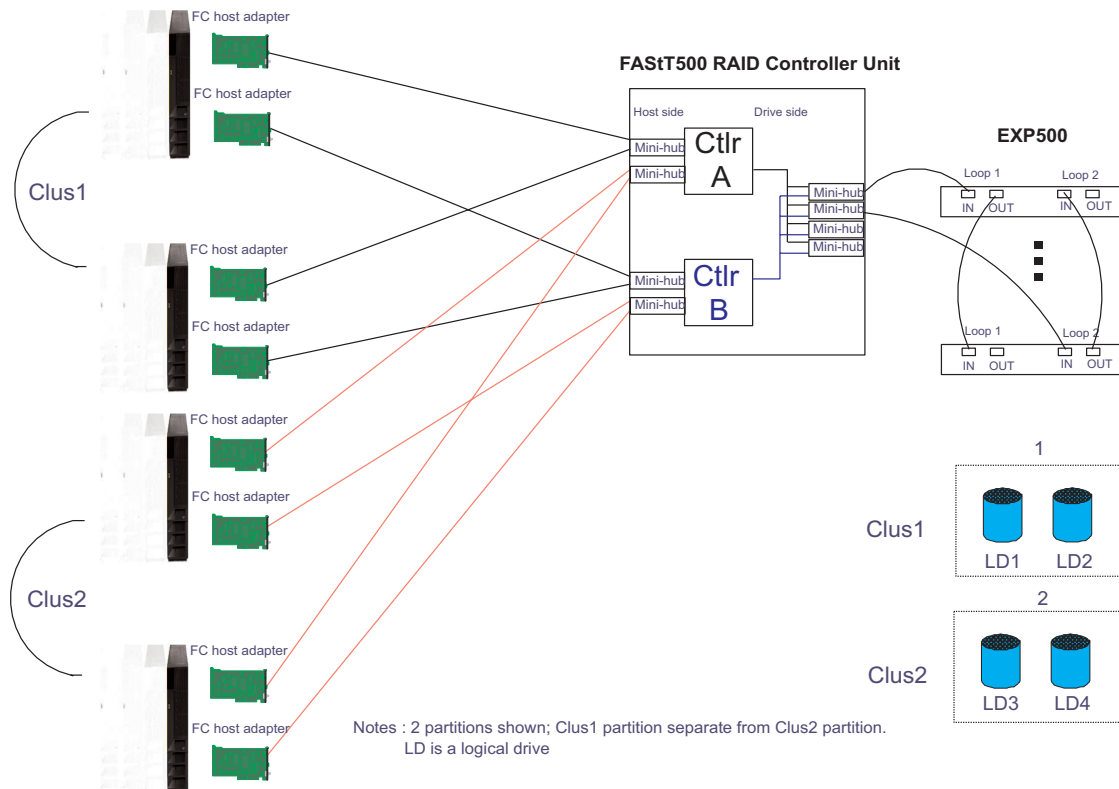 FC host adapter
FC host adapter
Clus1
FC host adapter
FC host adapter
FC host adapter
FC host adapter
Clus2
FC host adapter
FC host adapter
FAStT500 RAID Controller Unit
Host side
Drive side
Mini-hub
Mini-hub
Ctlr
A
Mini-hub
Mini-hub
Mini-hub
Mini-hub
Mini-hub
Mini-hub
Ctlr
B
EXP500
Loop 1
Loop 2
IN
OUT
IN
OUT
Loop 1
Loop 2
IN
OUT
IN
OUT
1
Clus1
LD1
LD2
2
Clus2
LD3
LD4
Notes : 2 partitions shown; Clus1 partition separate from Clus2 partition.
LD is a logical drive